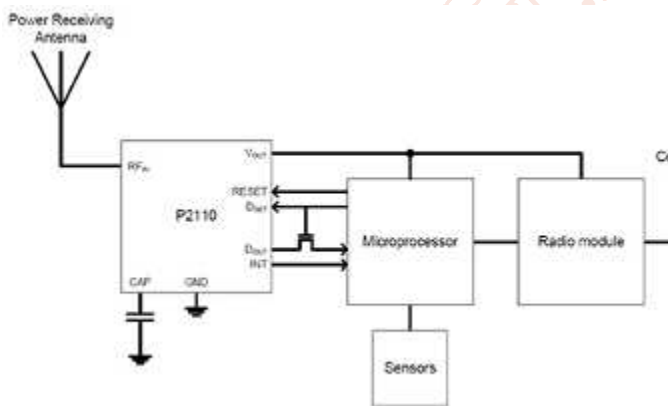 Power Receiving
Antenna
RFIN
VOUT
RESET
DSET
P2110
DOUT
INT
CAP
GND
Microprocessor
Radio module
Sensors